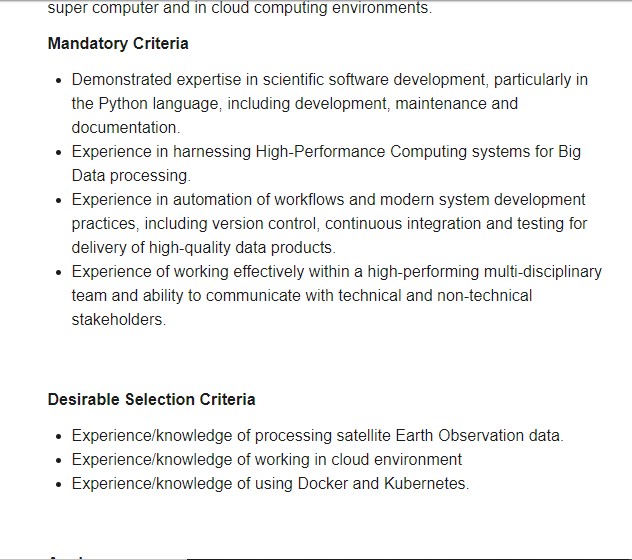 super computer and in cloud computing environments.
Mandatory Criteria
• Demonstrated expertise in scientific software development, particularly in
the Python language, including development, maintenance and
documentation.
• Experience in harnessing High-Performance Computing systems for Big
Data processing.
• Experience in automation of workflows and modern system development
practices, including version control, continuous integration and testing for
delivery of high-quality data products.
• Experience of working effectively within a high-performing multi-disciplinary
team and ability to communicate with technical and non-technical
stakeholders.
Desirable Selection Criteria
• Experience/knowledge of processing satellite Earth Observation data.
• Experience/knowledge of working in cloud environment
• Experience/knowledge of using Docker and Kubernetes.